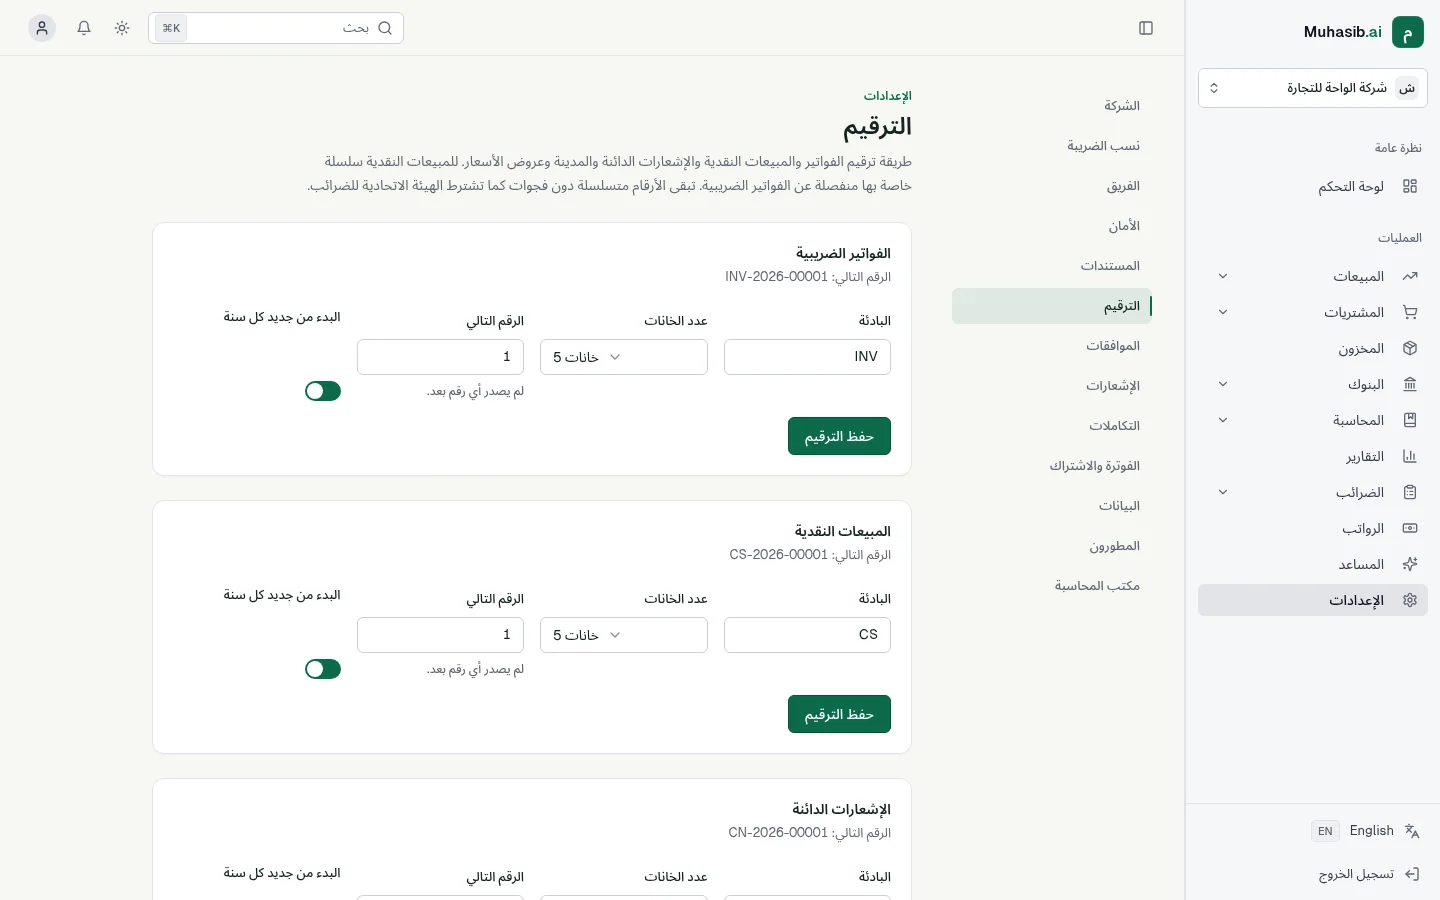 Muhasib.ai
م
ش
شركة الواحة للتجارة
نظرة عامة
لوحة التحكم
العمليات
المبيعات
المشتريات
المخزون
البنوك
المحاسبة
التقارير
الضرائب
الرواتب
المساعد
الإعدادات
English
EN
تسجيل الخروج
بحث
⌘K
الشركة
نسب الضريبة
الفريق
الأمان
المستندات
الترقيم
الموافقات
الإشعارات
التكاملات
الفوترة والاشتراك
البيانات
المطورون
مكتب المحاسبة
الإعدادات
الترقيم
طريقة ترقيم الفواتير والمبيعات النقدية والإشعارات الدائنة والمدينة وعروض الأسعار. للمبيعات النقدية سلسلة
خاصة بها منفصلة عن الفواتير الضريبية. تبقى الأرقام متسلسلة دون فجوات كما تشترط الهيئة الاتحادية للضرائب.
الفواتير الضريبية
الرقم التالي: INV-2026-00001
البادئة
عدد الخانات
الرقم التالي
البدء من جديد كل سنة
INV
5 خانات
1
لم يصدر أي رقم بعد.
حفظ الترقيم
المبيعات النقدية
الرقم التالي: CS-2026-00001
البادئة
عدد الخانات
الرقم التالي
البدء من جديد كل سنة
CS
5 خانات
1
لم يصدر أي رقم بعد.
حفظ الترقيم
الإشعارات الدائنة
الرقم التالي: CN-2026-00001
البادئة
عدد الخانات
الرقم التالي
البدء من جديد كل سنة